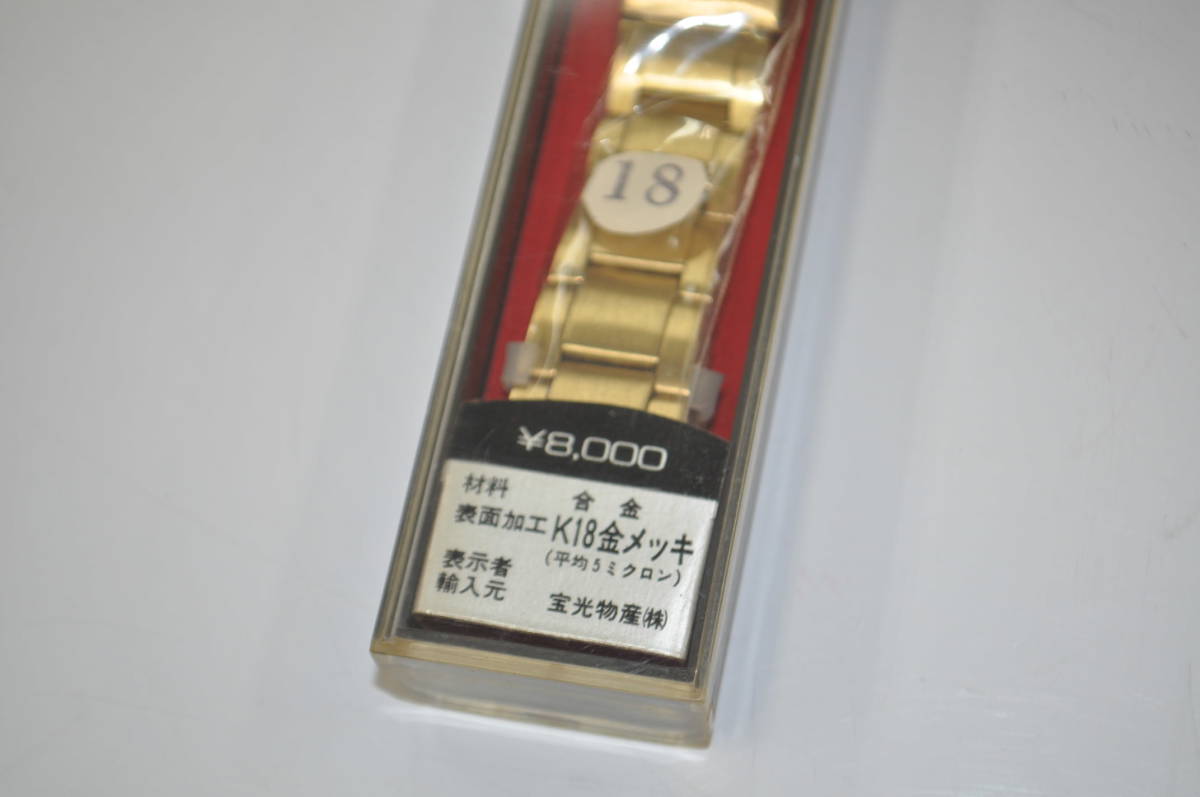 18
¥8,000
材料 合金
表面加工 K18金メッキ
(平均5ミクロン)
表示者
輸入元 宝光物産(株)